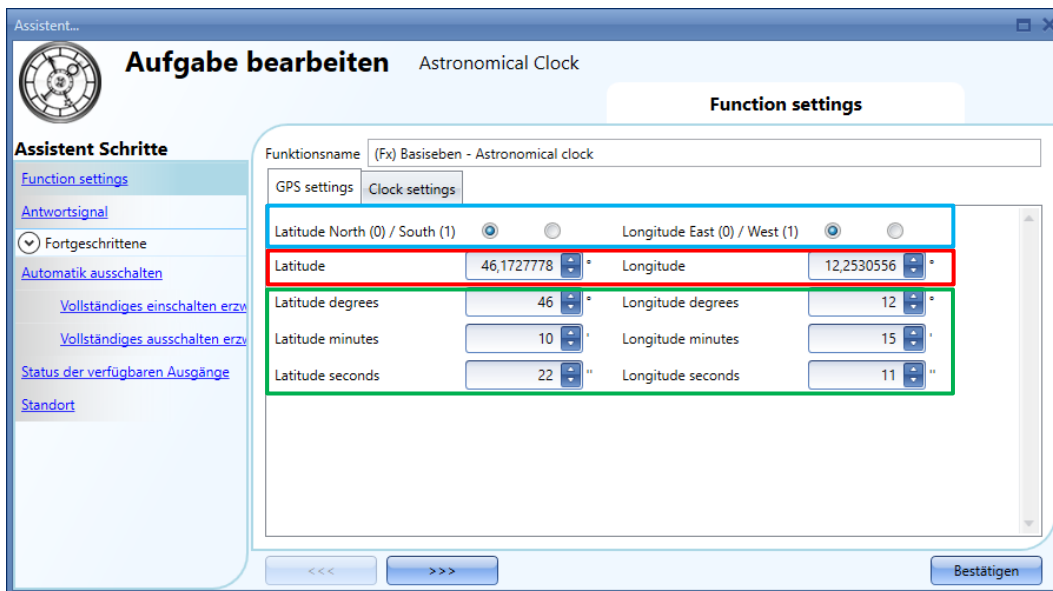 Assistent...
Aufgabe bearbeiten Astronomical Clock
Function settings
Assistent Schritte
Function settings
Antwortsignal
Fortgeschrittene
Automatik ausschalten
Vollständiges einschalten erzw
Vollständiges ausschalten erzw
Status der verfügbaren Ausgänge
Standort
Funktionsname (Fx) Basiseben - Astronomical clock
GPS settings Clock settings
Latitude North (0) / South (1) Longitude East (0) / West (1)
Latitude 46,1727778 ° Longitude 12,2530556 °
Latitude degrees 46 ° Longitude degrees 12 °
Latitude minutes 10 ' Longitude minutes 15 '
Latitude seconds 22 '' Longitude seconds 11 ''
<<< >>> Bestätigen